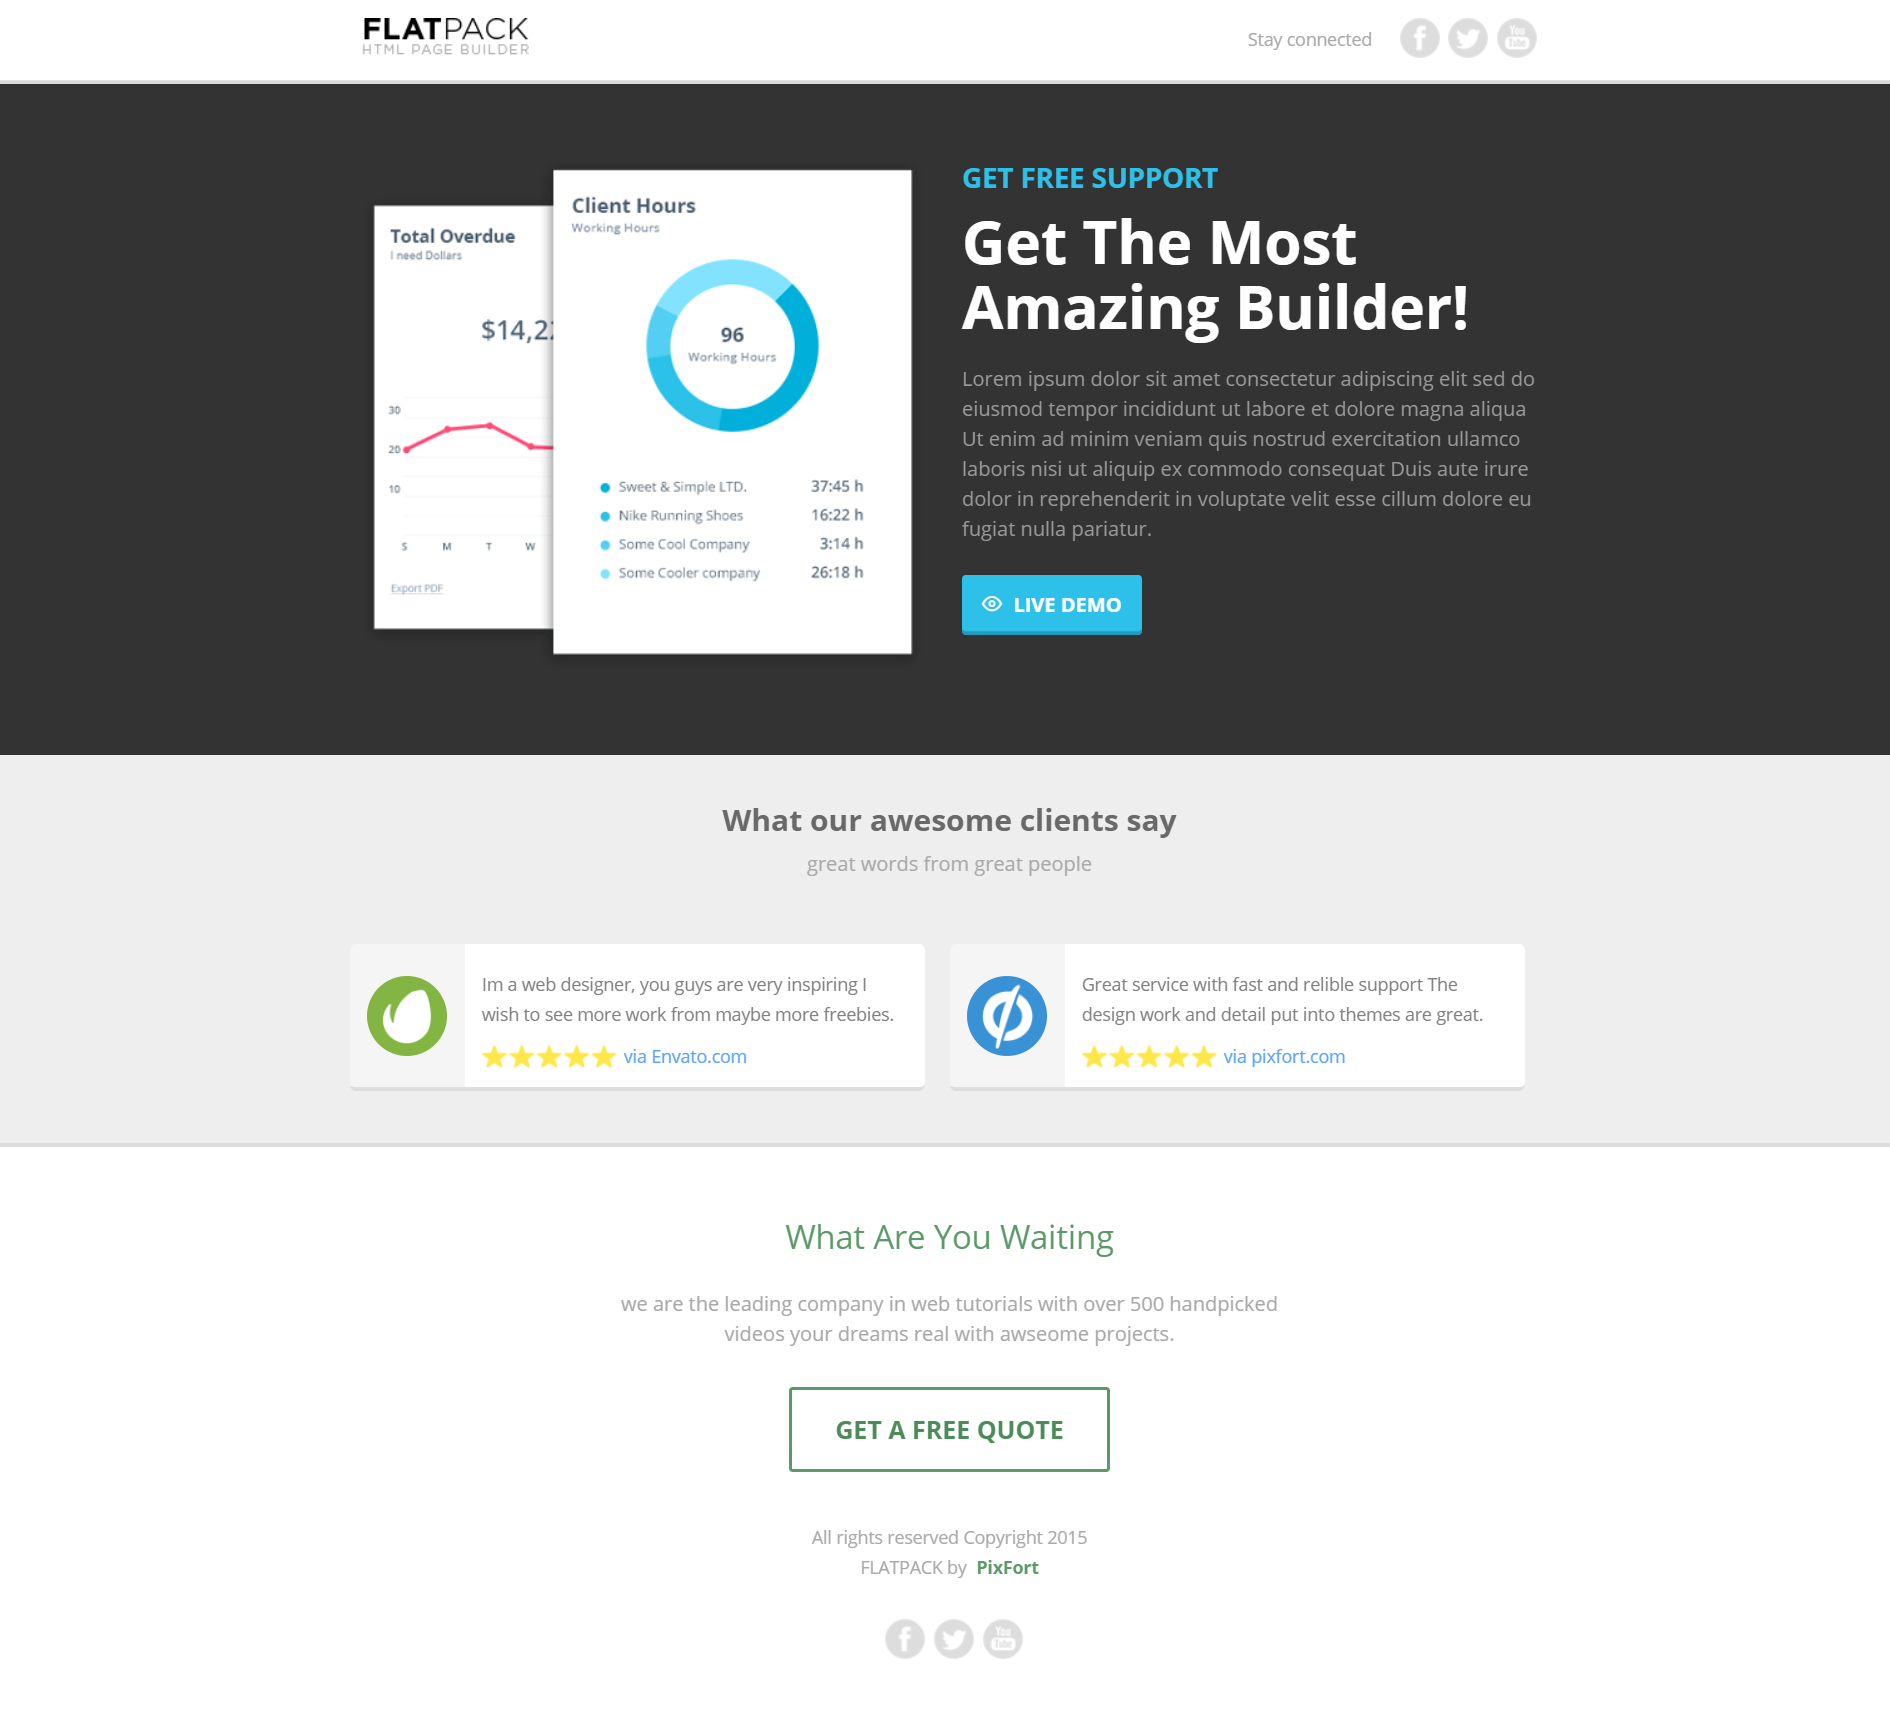 FLATPACK
HTML PAGE BUILDER
Stay connected
You
Tube
Total Overdue
I need Dollars
$14,22
30
20
10
S M T W
Export PDF
Client Hours
Working Hours
96
Working Hours
Sweet & Simple LTD. 37:45 h
Nike Running Shoes 16:22 h
Some Cool Company 3:14 h
Some Cooler company 26:18 h
GET FREE SUPPORT
Get The Most
Amazing Builder!
Lorem ipsum dolor sit amet consectetur adipiscing elit sed do
eiusmod tempor incididunt ut labore et dolore magna aliqua
Ut enim ad minim veniam quis nostrud exercitation ullamco
laboris nisi ut aliquip ex commodo consequat Duis aute irure
dolor in reprehenderit in voluptate velit esse cillum dolore eu
fugiat nulla pariatur.
LIVE DEMO
What our awesome clients say
great words from great people
Im a web designer, you guys are very inspiring I
wish to see more work from maybe more freebies.
via Envato.com
Great service with fast and relible support The
design work and detail put into themes are great.
via pixfort.com
What Are You Waiting
we are the leading company in web tutorials with over 500 handpicked
videos your dreams real with awseome projects.
GET A FREE QUOTE
All rights reserved Copyright 2015
FLATPACK by PixFort
You
Tube